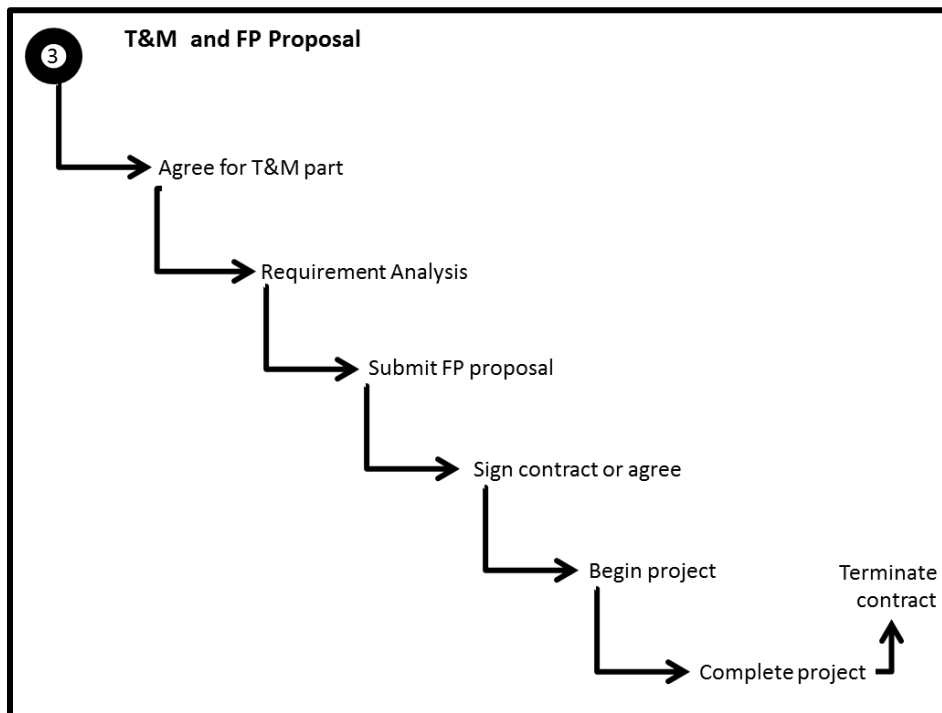 T&M and FP Proposal
3
Agree for T&M part
Requirement Analysis
Submit FP proposal
Sign contract or agree
Begin project
Terminate
contract
Complete project